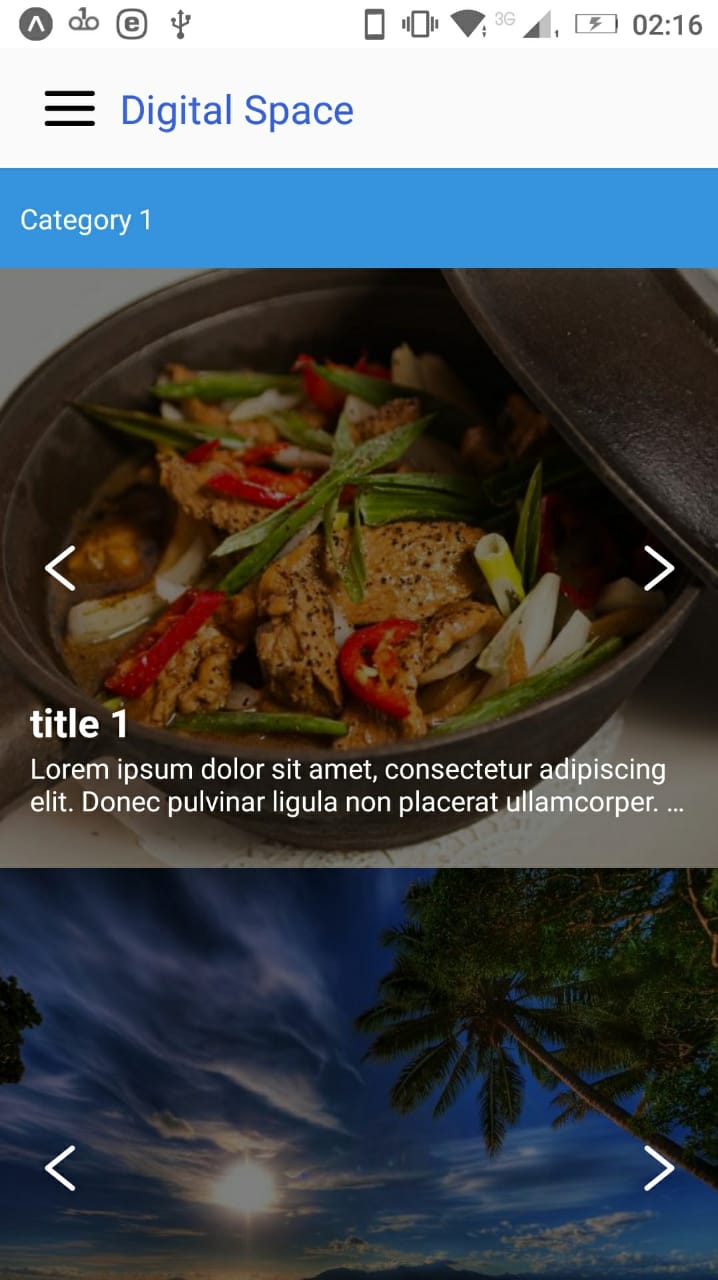 3G
02:16
Digital Space
Category 1
title 1
Lorem ipsum dolor sit amet, consectetur adipiscing
elit. Donec pulvinar ligula non placerat ullamcorper. ...